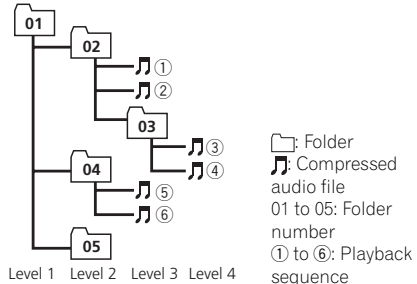 01
02
①
②
03
③
④
04
⑤
⑥
05
Level 1 Level 2 Level 3 Level 4
: Folder
: Compressed
audio file
01 to 05: Folder
number
① to ⑥: Playback
sequence